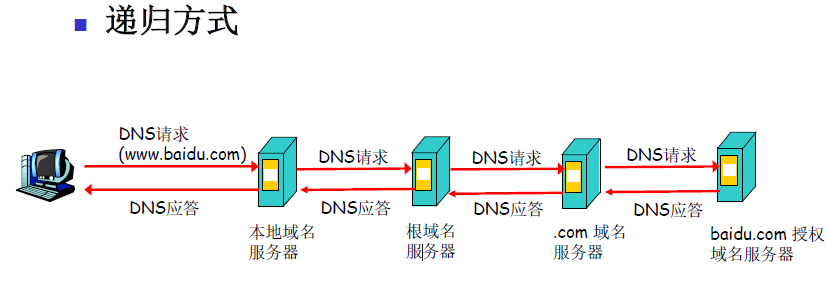 递归方式
DNS请求
(www.baidu.com)
DNS请求
DNS请求
DNS请求
DNS应答
DNS应答
DNS应答
DNS应答
本地域名
服务器
根域名
服务器
.com 域名
服务器
baidu.com 授权
域名服务器